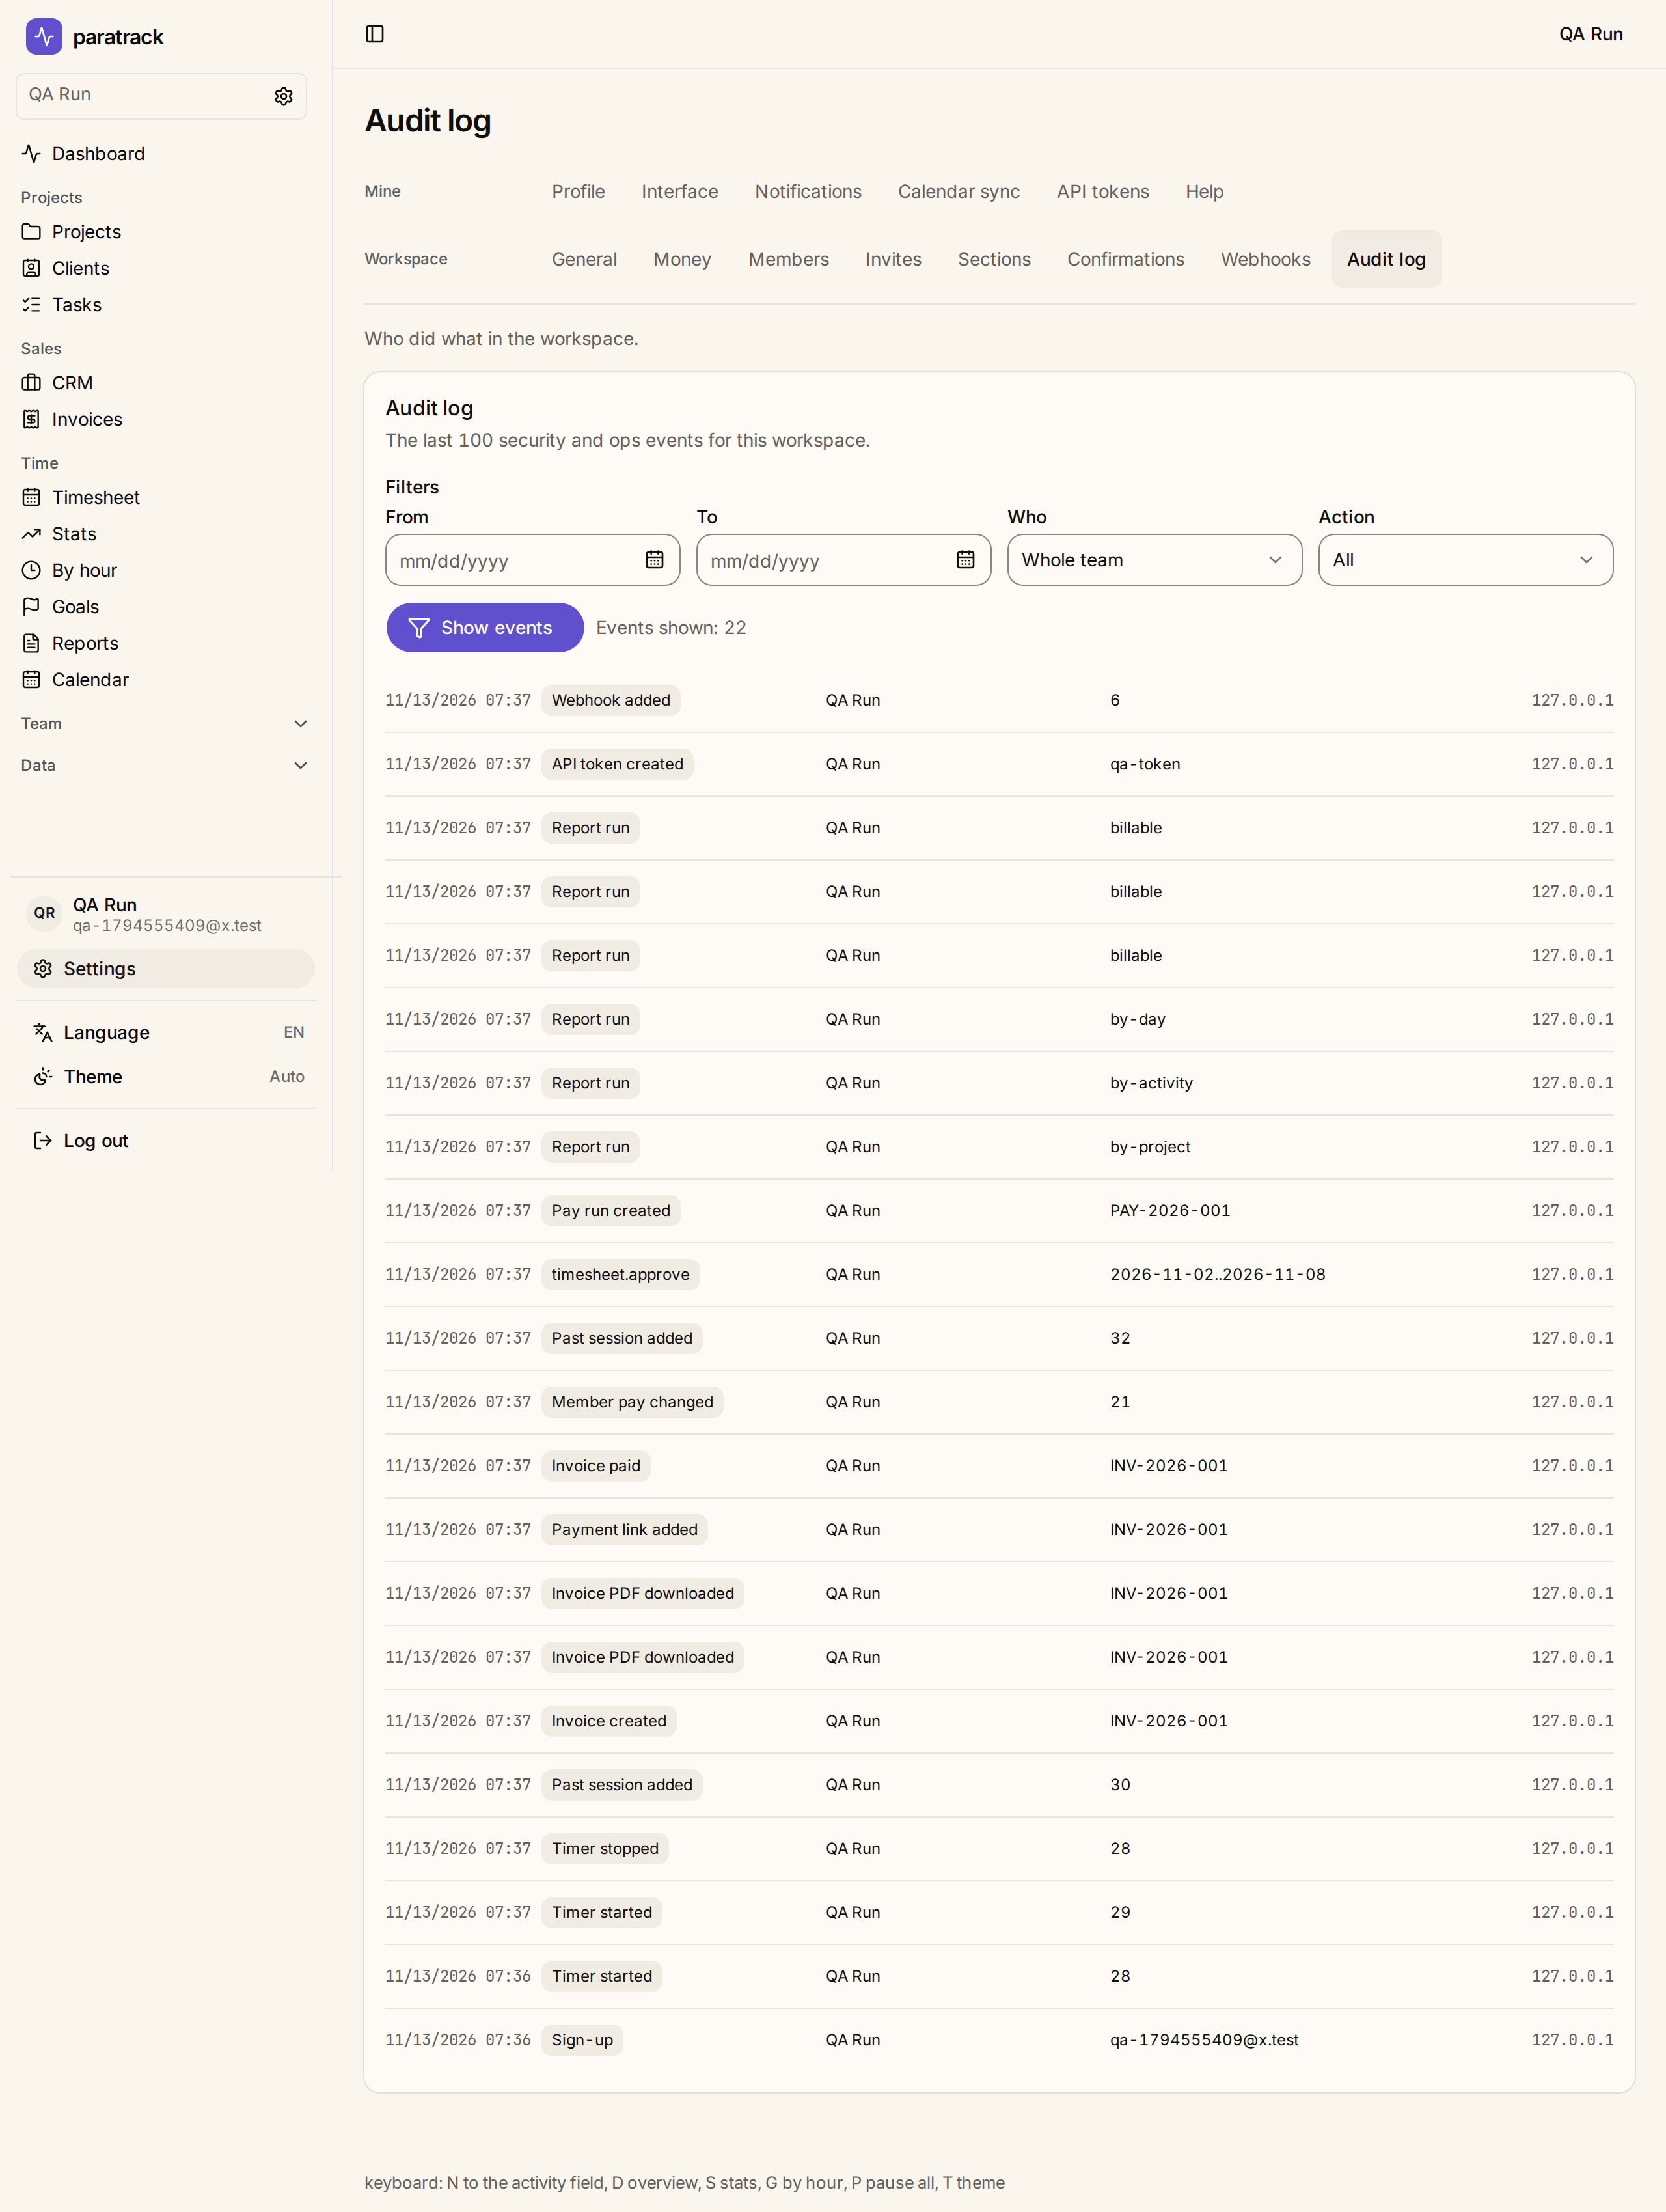 paratrack
QA Run
Dashboard
Projects
Projects
Clients
Tasks
Sales
CRM
Invoices
Time
Timesheet
Stats
By hour
Goals
Reports
Calendar
Team
Data
QR
QA Run
qa-1794555409@x.test
Settings
Language EN
Theme Auto
Log out
QA Run
Audit log
Mine Profile Interface Notifications Calendar sync API tokens Help
Workspace General Money Members Invites Sections Confirmations Webhooks Audit log
Who did what in the workspace.
Audit log
The last 100 security and ops events for this workspace.
Filters
From To Who Action
mm/dd/yyyy mm/dd/yyyy Whole team All
Show events Events shown: 22
11/13/2026 07:37 Webhook added QA Run 6 127.0.0.1
11/13/2026 07:37 API token created QA Run qa-token 127.0.0.1
11/13/2026 07:37 Report run QA Run billable 127.0.0.1
11/13/2026 07:37 Report run QA Run billable 127.0.0.1
11/13/2026 07:37 Report run QA Run billable 127.0.0.1
11/13/2026 07:37 Report run QA Run by-day 127.0.0.1
11/13/2026 07:37 Report run QA Run by-activity 127.0.0.1
11/13/2026 07:37 Report run QA Run by-project 127.0.0.1
11/13/2026 07:37 Pay run created QA Run PAY-2026-001 127.0.0.1
11/13/2026 07:37 timesheet.approve QA Run 2026-11-02..2026-11-08 127.0.0.1
11/13/2026 07:37 Past session added QA Run 32 127.0.0.1
11/13/2026 07:37 Member pay changed QA Run 21 127.0.0.1
11/13/2026 07:37 Invoice paid QA Run INV-2026-001 127.0.0.1
11/13/2026 07:37 Payment link added QA Run INV-2026-001 127.0.0.1
11/13/2026 07:37 Invoice PDF downloaded QA Run INV-2026-001 127.0.0.1
11/13/2026 07:37 Invoice PDF downloaded QA Run INV-2026-001 127.0.0.1
11/13/2026 07:37 Invoice created QA Run INV-2026-001 127.0.0.1
11/13/2026 07:37 Past session added QA Run 30 127.0.0.1
11/13/2026 07:37 Timer stopped QA Run 28 127.0.0.1
11/13/2026 07:37 Timer started QA Run 29 127.0.0.1
11/13/2026 07:36 Timer started QA Run 28 127.0.0.1
11/13/2026 07:36 Sign-up QA Run qa-1794555409@x.test 127.0.0.1
keyboard: N to the activity field, D overview, S stats, G by hour, P pause all, T theme